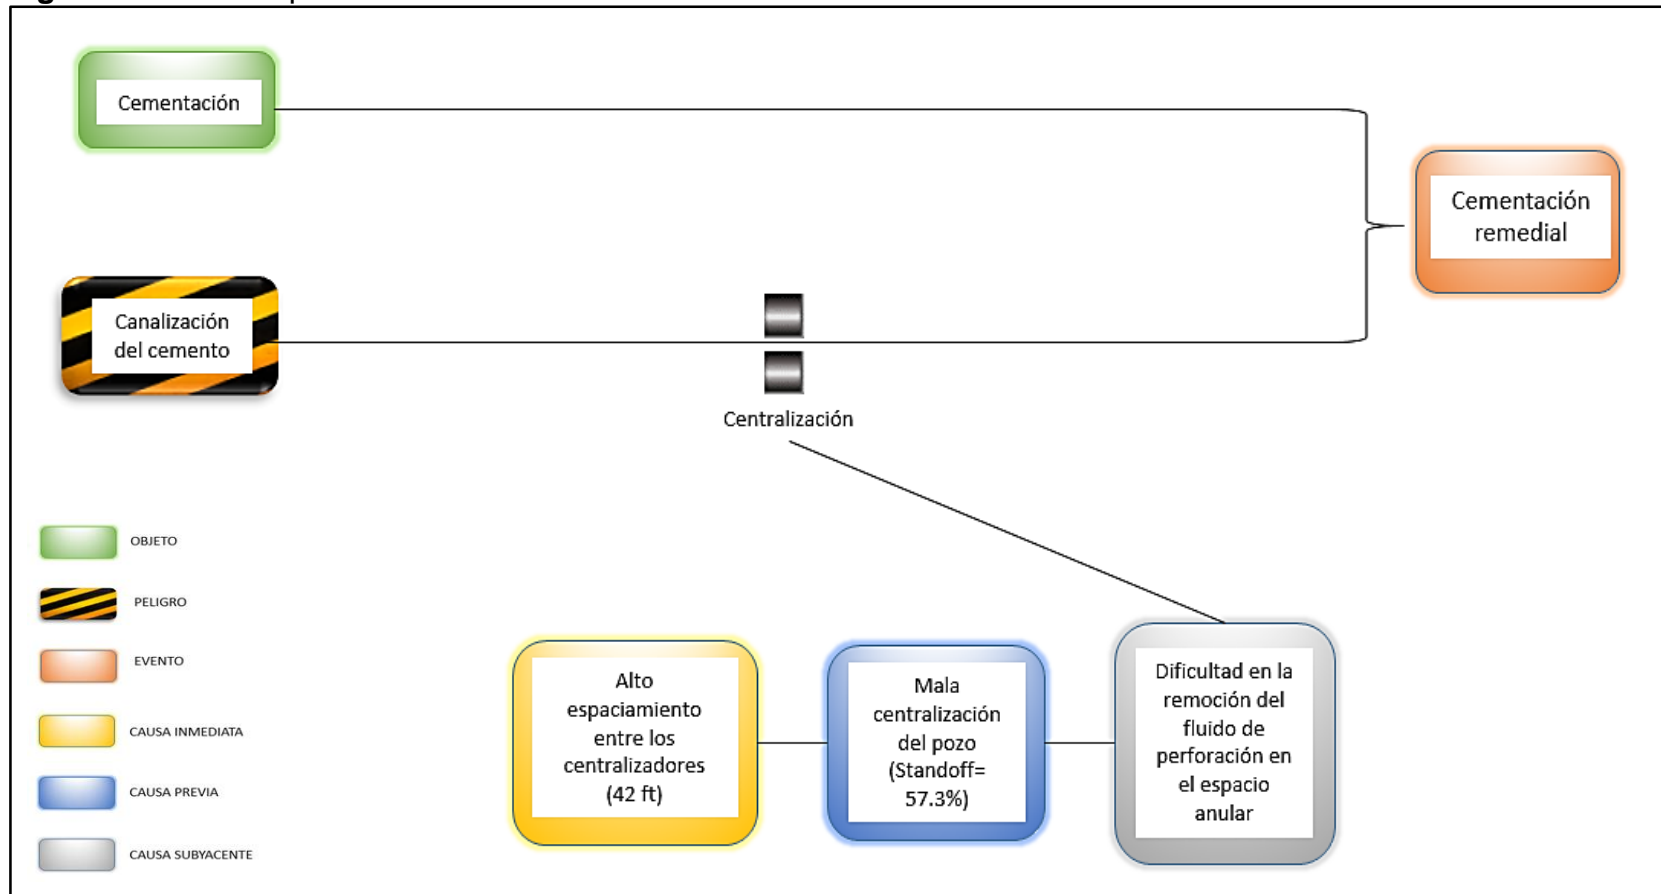 Cementación
Cementación
remedial
Canalización
del cemento
Centralización
OBJETO
PELIGRO
EVENTO
CAUSA INMEDIATA
CAUSA PREVIA
CAUSA SUBYACENTE
Alto
espaciamiento
entre los
centralizadores
(42 ft)
Mala
centralización
del pozo
(Standoff=
57.3%)
Dificultad en la
remoción del
fluido de
perforación en
el espacio
anular